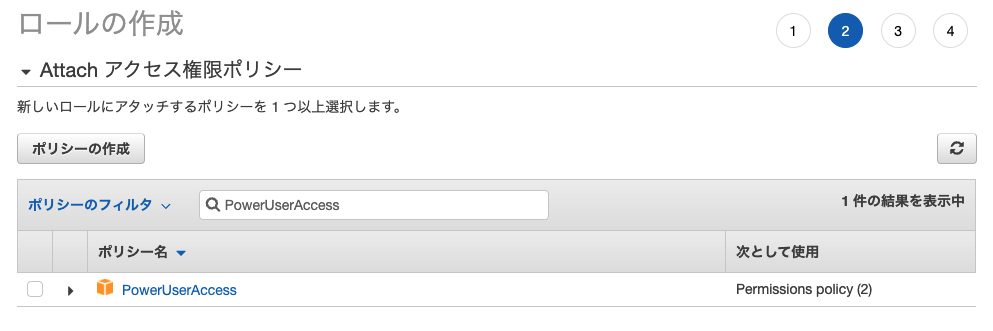 ロールの作成
1 2 3 4
Attach アクセス権限ポリシー
新しいロールにアタッチするポリシーを 1 つ以上選択します。
ポリシーの作成
ポリシーのフィルタ PowerUserAccess 1 件の結果を表示中
ポリシー名 次として使用
PowerUserAccess Permissions policy (2)